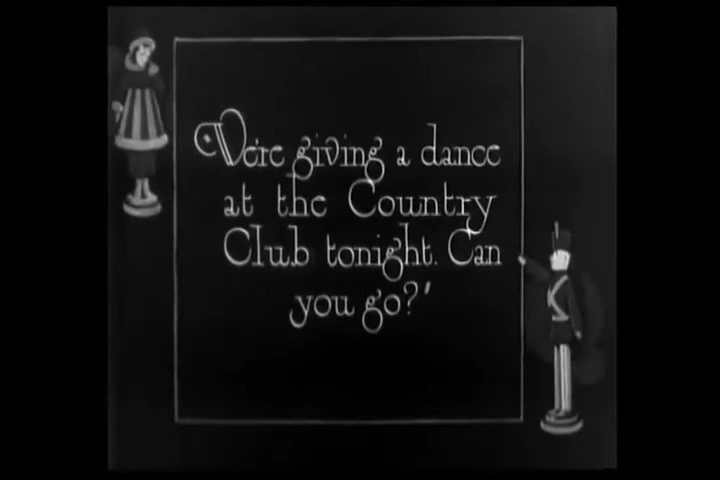 "We're giving a dance
at the Country
Club tonight. Can
you go?"